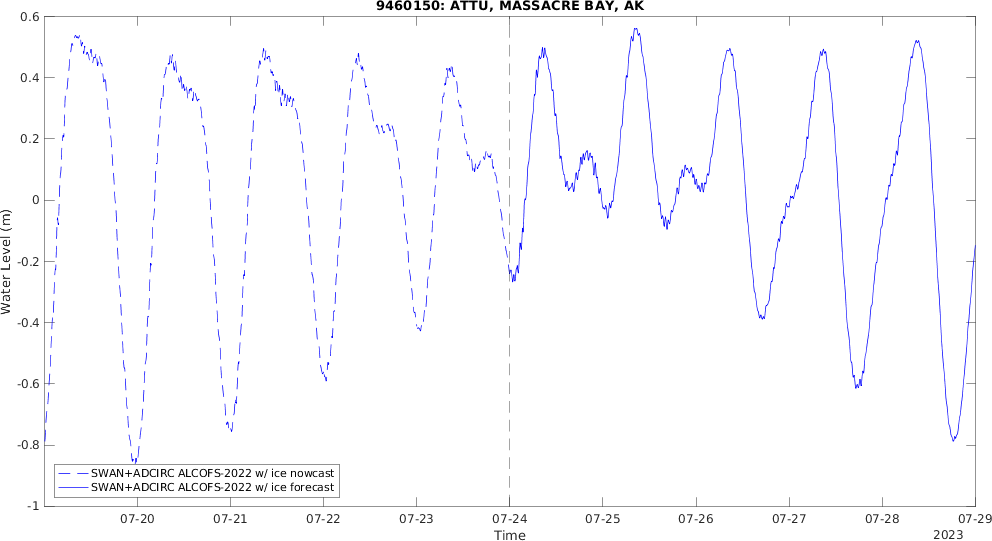 9460150: ATTU, MASSACRE BAY, AK
0.6
0.4
0.2
0
-0.2
-0.4
-0.6
-0.8
-1
Water Level (m)
SWAN+ADCIRC ALCOFS-2022 w/ ice nowcast
SWAN+ADCIRC ALCOFS-2022 w/ ice forecast
07-20 07-21 07-22 07-23 07-24 07-25 07-26 07-27 07-28 07-29
Time
2023